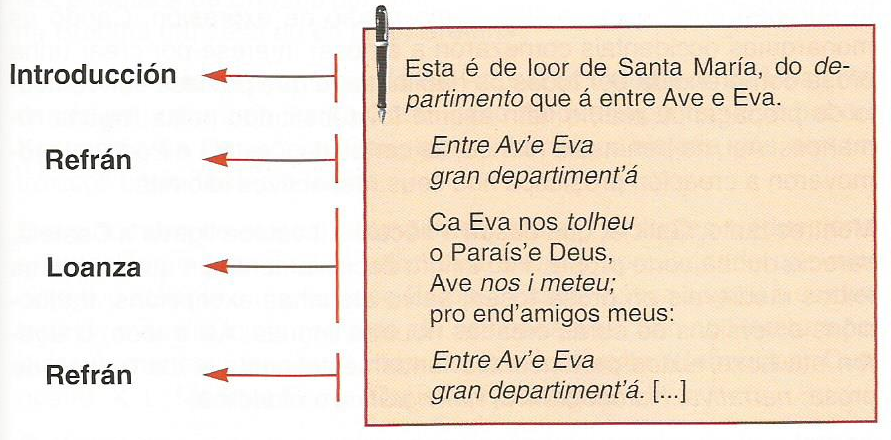 Introducción
Esta é de loor de Santa María, do de-
partimento que á entre Ave e Eva.
Refrán
Entre Av'e Eva
gran departiment'á
Loanza
Ca Eva nos tolheu
o Paraís'e Deus,
Ave nos i meteu;
pro end'amigos meus:
Refrán
Entre Av'e Eva
gran departiment'á. [...]